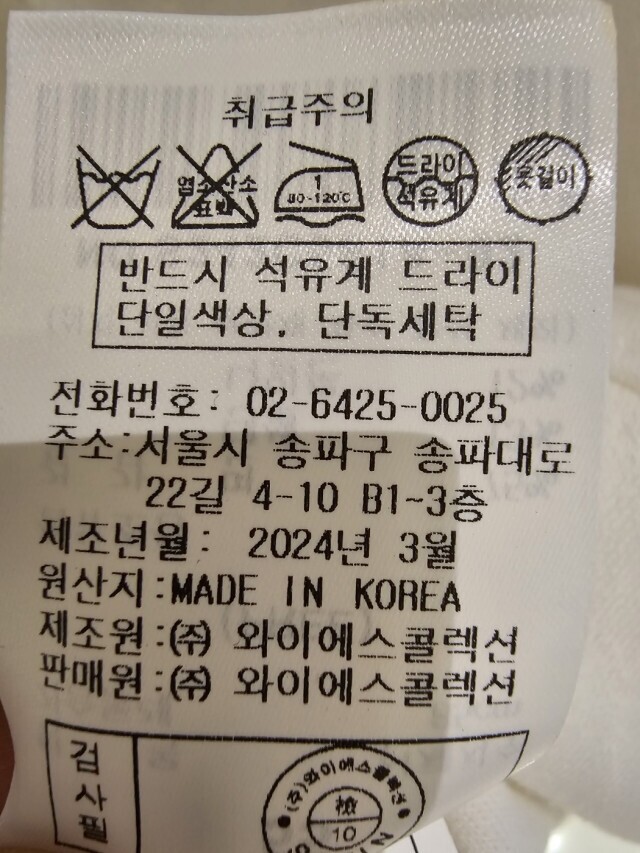 취급주의
염소산소
표백
1
80-120℃
드라이
석유계
옷걸이
반드시 석유계 드라이
단일색상, 단독세탁
전화번호: 02-6425-0025
주소:서울시 송파구 송파대로
22길 4-10 B1~3층
제조년월: 2024년 3월
원산지:MADE IN KOREA
제조원:㈜ 와이에스콜렉션
판매원:㈜ 와이에스콜렉션
검
사
필
(주)와이에스콜렉션
檢
10